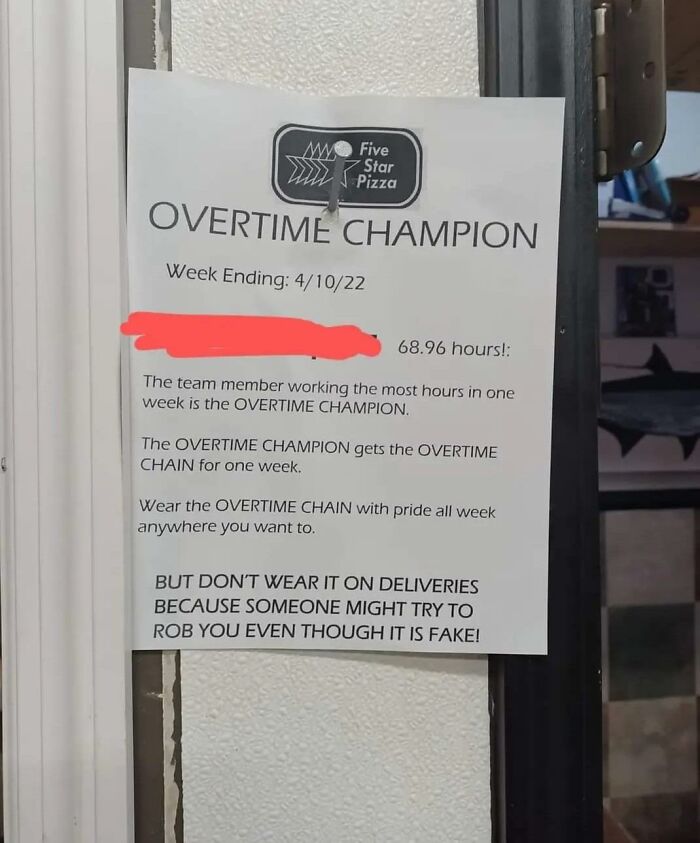 Five
Star
Pizza
OVERTIME CHAMPION
Week Ending: 4/10/22
68.96 hours!:
The team member working the most hours in one
week is the OVERTIME CHAMPION.
The OVERTIME CHAMPION gets the OVERTIME
CHAIN for one week.
Wear the OVERTIME CHAIN with pride all week
anywhere you want to.
BUT DON'T WEAR IT ON DELIVERIES
BECAUSE SOMEONE MIGHT TRY TO
ROB YOU EVEN THOUGH IT IS FAKE!